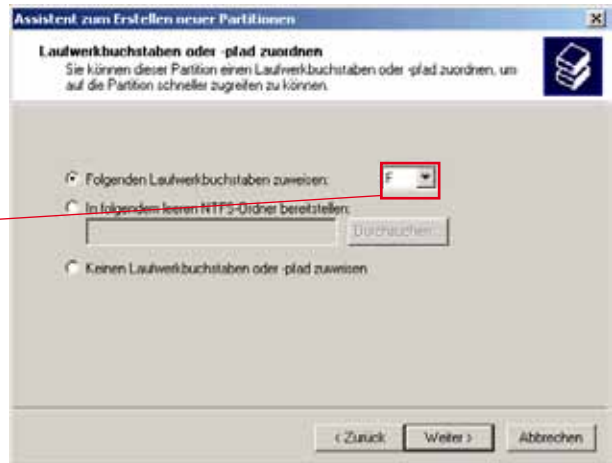 Assistent zum Erstellen neuer Partitionen
Laufwerkbuchstaben oder -pfad zuordnen
Sie können dieser Partition einen Laufwerkbuchstaben oder -pfad zuordnen, um
auf die Partition schneller zugreifen zu können.
Folgenden Laufwerkbuchstaben zuweisen: F
In folgendem leeren NTFS-Ordner bereitstellen:
Durchsuchen...
Keinen Laufwerkbuchstaben oder -pfad zuweisen
< Zurück Weiter > Abbrechen